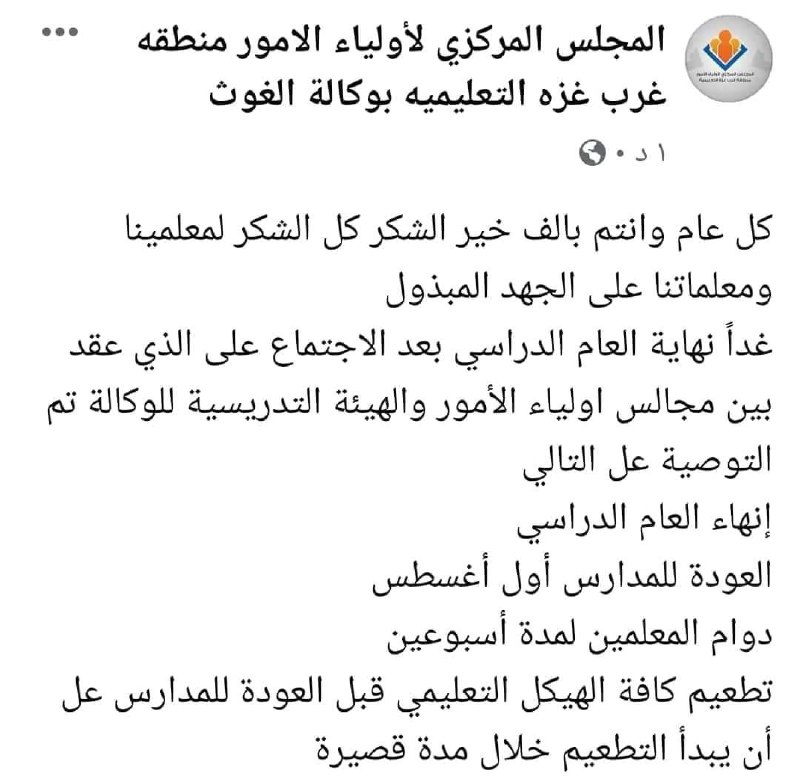 المجلس المركزي لأولياء الامور منطقه
غرب غزه التعليميه بوكالة الغوث
١ د
كل عام وانتم بالف خير الشكر كل الشكر لمعلمينا
ومعلماتنا على الجهد المبذول
غداً نهاية العام الدراسي بعد الاجتماع على الذي عقد
بين مجالس اولياء الأمور والهيئة التدريسية للوكالة تم
التوصية عل التالي
إنهاء العام الدراسي
العودة للمدارس أول أغسطس
دوام المعلمين لمدة أسبوعين
تطعيم كافة الهيكل التعليمي قبل العودة للمدارس عل
أن يبدأ التطعيم خلال مدة قصيرة